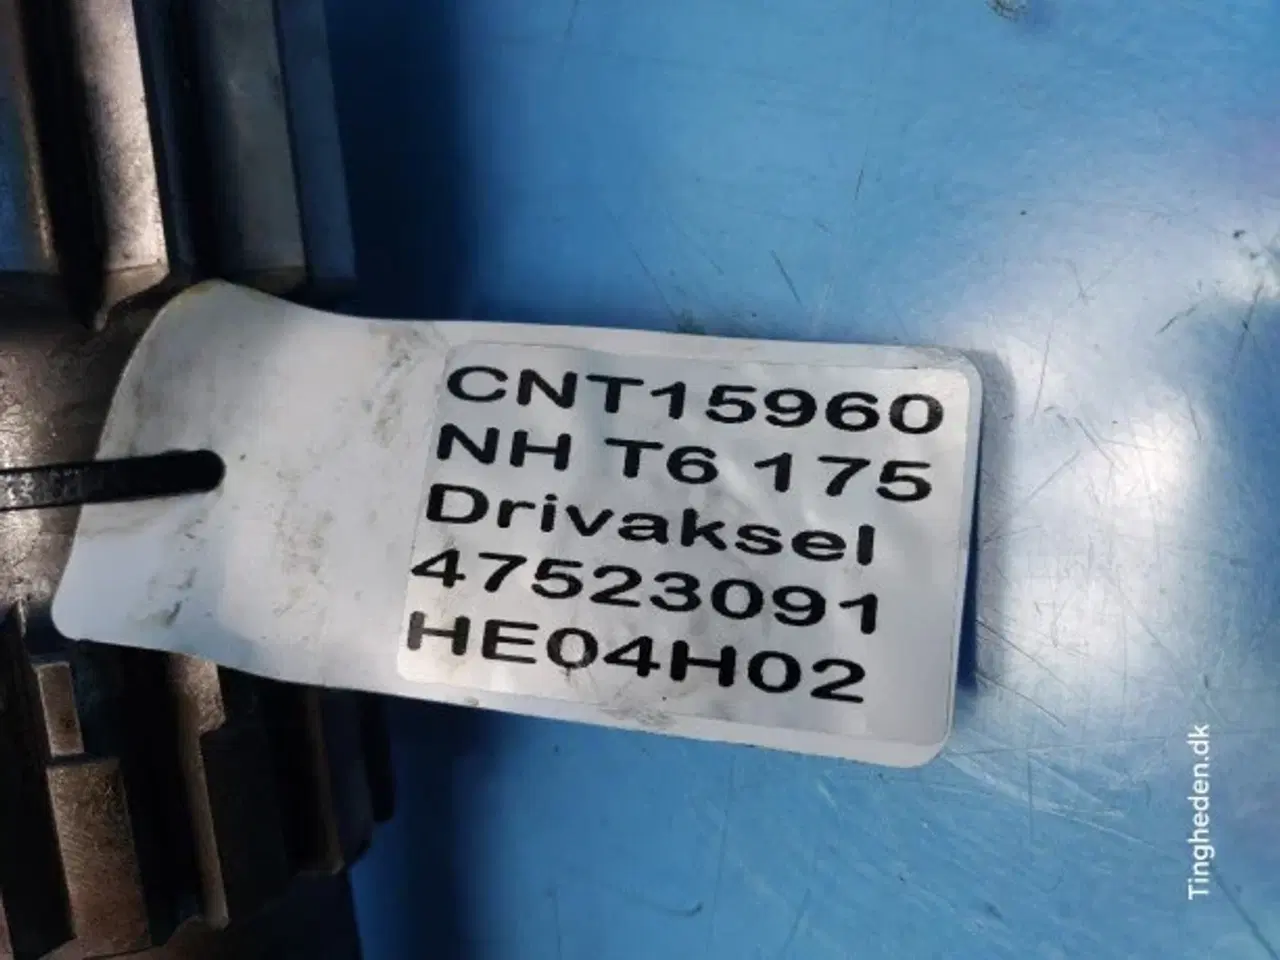 CNT15960
NH T6 175
Drivaksel
47523091
HE04H02
Tingheden.dk